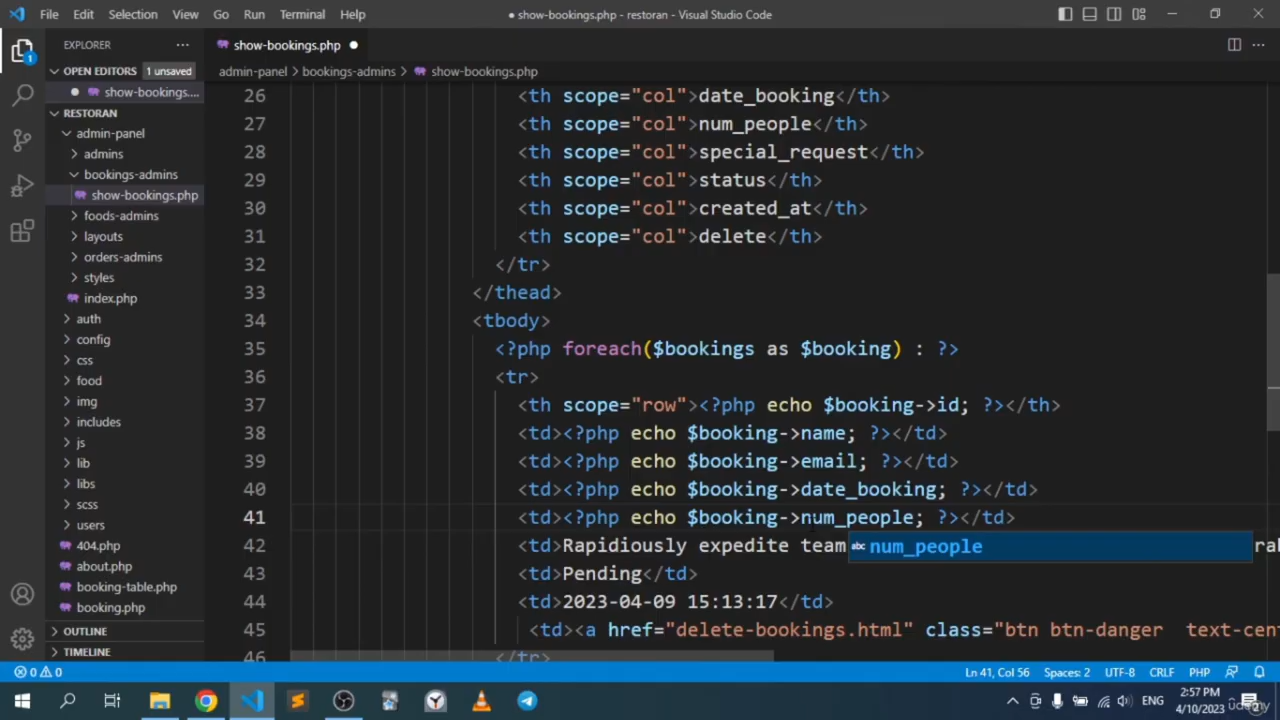 File Edit Selection View Go Run Terminal Help
● show-bookings.php - restoran - Visual Studio Code
EXPLORER
OPEN EDITORS 1 unsaved
show-bookings....
RESTORAN
admin-panel
admins
bookings-admins
show-bookings.php
foods-admins
layouts
orders-admins
styles
index.php
auth
config
css
food
img
includes
js
lib
libs
scss
users
404.php
about.php
booking-table.php
booking.php
OUTLINE
TIMELINE
show-bookings.php ●
admin-panel > bookings-admins > show-bookings.php
26 <th scope="col">date_booking</th>
27 <th scope="col">num_people</th>
28 <th scope="col">special_request</th>
29 <th scope="col">status</th>
30 <th scope="col">created_at</th>
31 <th scope="col">delete</th>
32 </tr>
33 </thead>
34 <tbody>
35 <?php foreach($bookings as $booking) : ?>
36 <tr>
37 <th scope="row"><?php echo $booking->id; ?></th>
38 <td><?php echo $booking->name; ?></td>
39 <td><?php echo $booking->email; ?></td>
40 <td><?php echo $booking->date_booking; ?></td>
41 <td><?php echo $booking->num_people; ?></td>
42 <td>Rapidiously expedite team
abc num_people
43 <td>Pending</td>
44 <td>2023-04-09 15:13:17</td>
45 <td><a href="delete-bookings.html" class="btn btn-danger text-cent
46 </tr>
0 0 Ln 41, Col 56 Spaces: 2 UTF-8 CRLF PHP
ENG 2:57 PM
4/10/2023
udemy